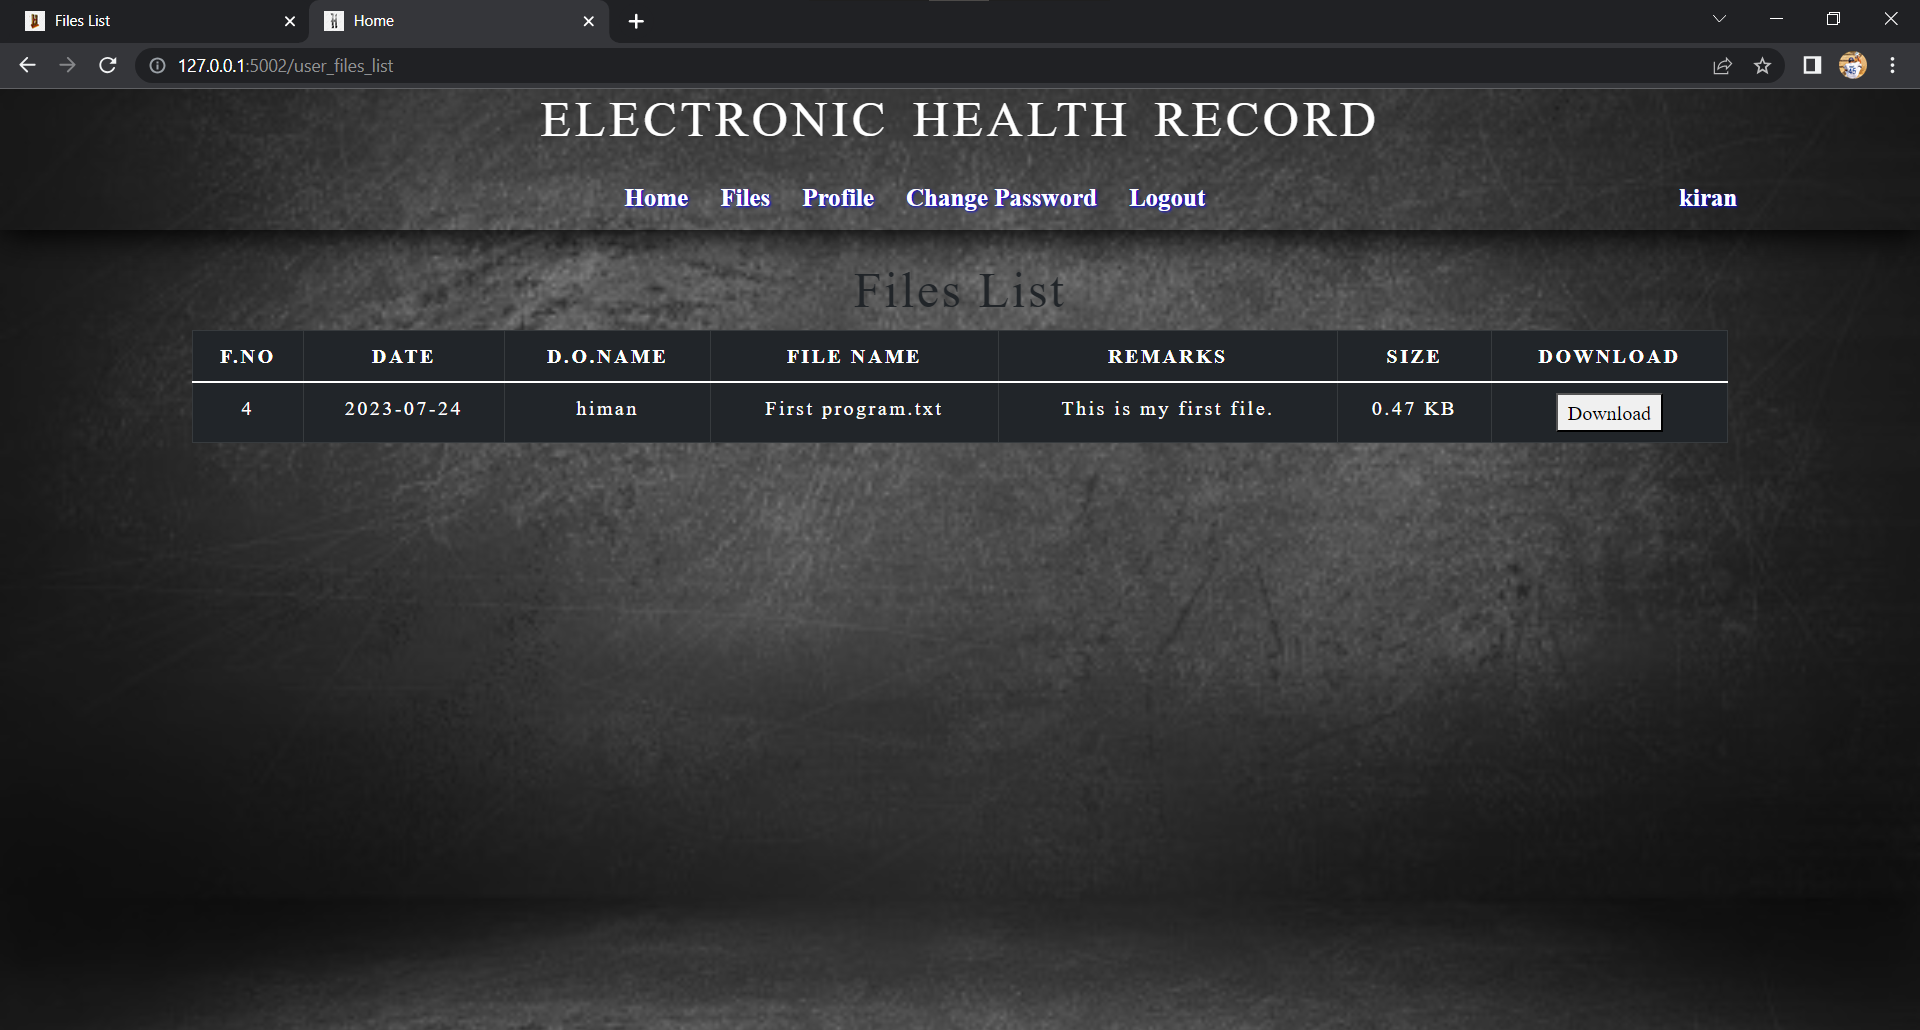 Files List
Home
127.0.0.1:5002/user_files_list
ELECTRONIC HEALTH RECORD
Home Files Profile Change Password Logout kiran
Files List
F.NO DATE D.O.NAME FILE NAME REMARKS SIZE DOWNLOAD
4 2023-07-24 himan First program.txt This is my first file. 0.47 KB Download